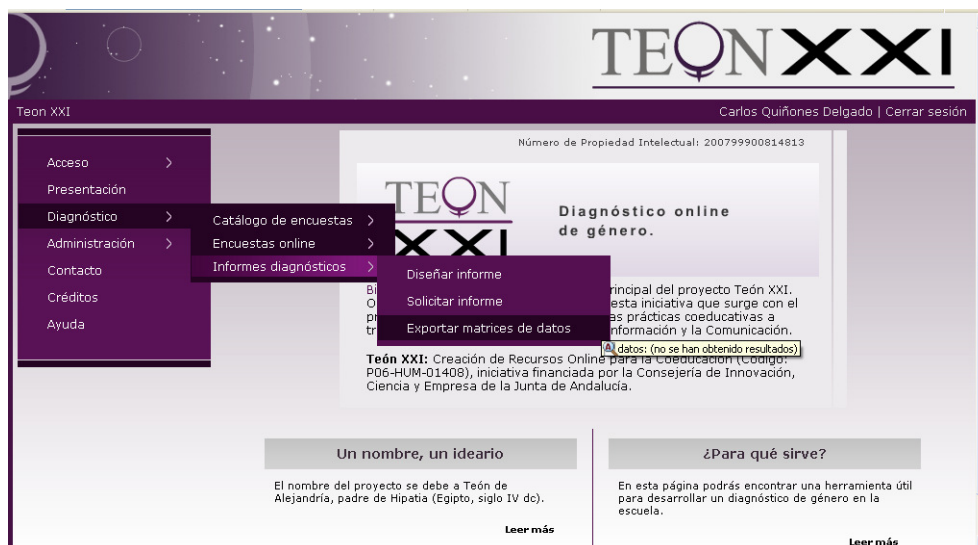 TEON XXI
Teon XXI
Carlos Quiñones Delgado | Cerrar sesión
Acceso
Presentación
Diagnóstico
Administración
Contacto
Créditos
Ayuda
Catálogo de encuestas
Encuestas online
Informes diagnósticos
Diseñar informe
Solicitar informe
Exportar matrices de datos
datos: (no se han obtenido resultados)
Número de Propiedad Intelectual: 200799900814813
TEON
XXI
Diagnóstico online
de género.
rincipal del proyecto Teón XXI.
esta iniciativa que surge con el
as prácticas coeducativas a
nformación y la Comunicación.
Teón XXI: Creación de Recursos Online para la Coeducación (Código:
P06-HUM-01408), iniciativa financiada por la Consejería de Innovación,
Ciencia y Empresa de la Junta de Andalucía.
Un nombre, un ideario
El nombre del proyecto se debe a Teón de
Alejandría, padre de Hipatia (Egipto, siglo IV dc).
Leer más
¿Para qué sirve?
En esta página podrás encontrar una herramienta útil
para desarrollar un diagnóstico de género en la
escuela.
Leer más